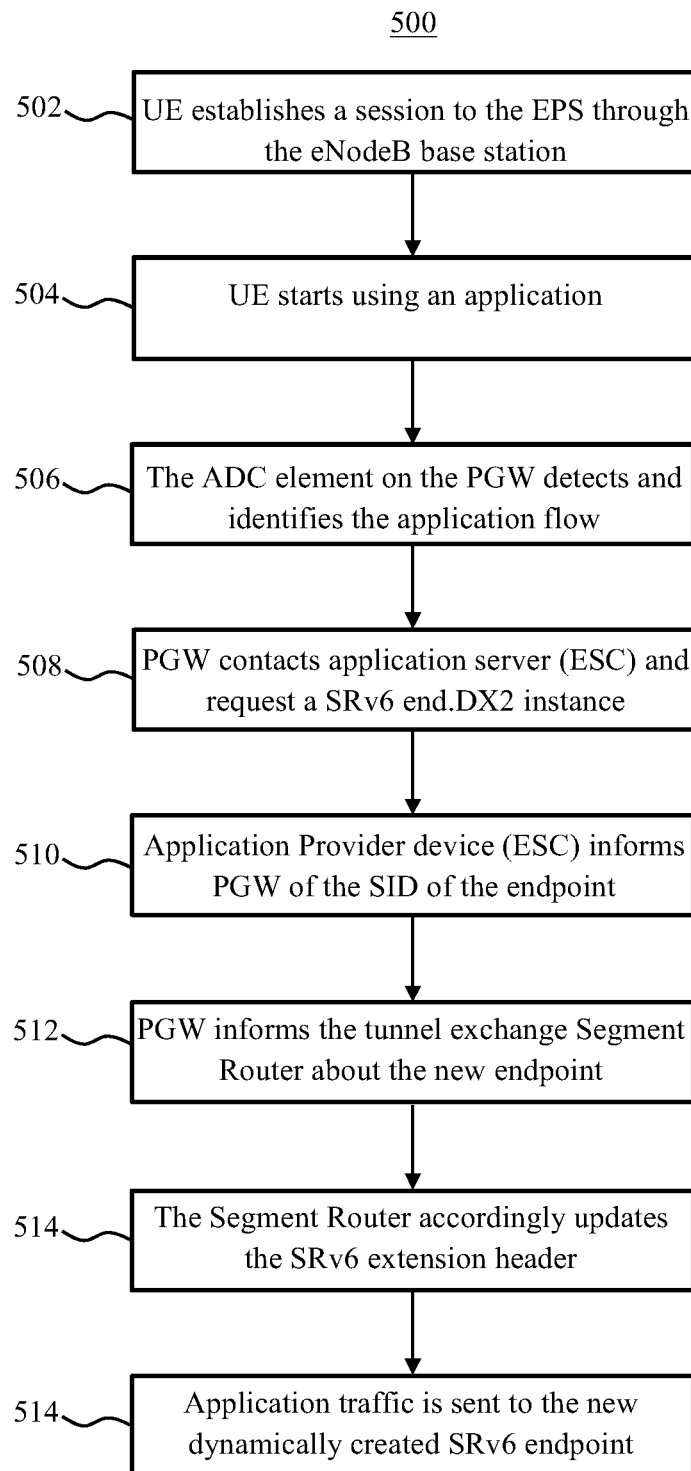 500
502
UE establishes a session to the EPS through
the eNodeB base station
504
UE starts using an application
506
The ADC element on the PGW detects and
identifies the application flow
508
PGW contacts application server (ESC) and
request a SRv6 end.DX2 instance
510
Application Provider device (ESC) informs
PGW of the SID of the endpoint
512
PGW informs the tunnel exchange Segment
Router about the new endpoint
514
The Segment Router accordingly updates
the SRv6 extension header
514
Application traffic is sent to the new
dynamically created SRv6 endpoint